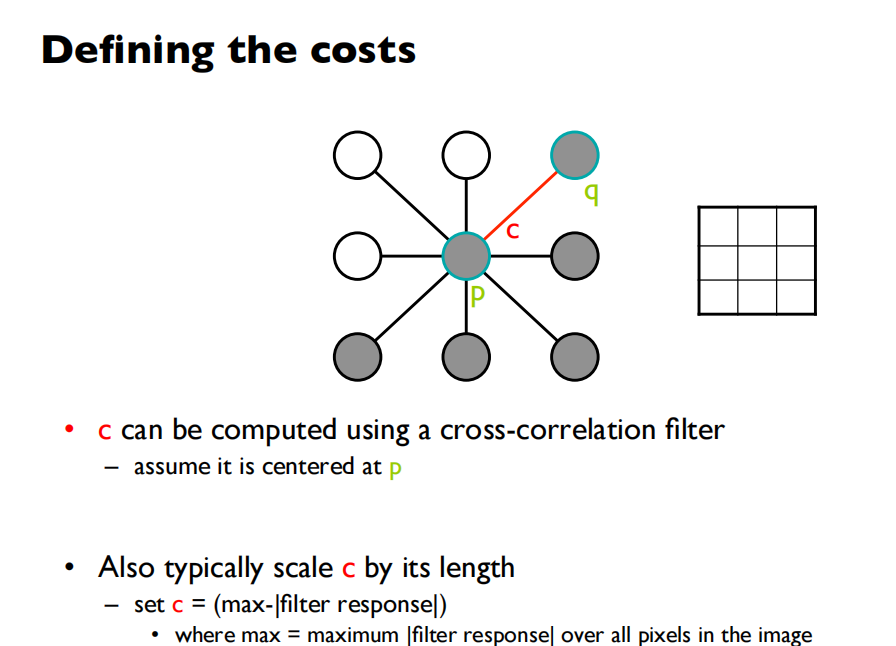 Defining the costs
q
c
p
• c can be computed using a cross-correlation filter
– assume it is centered at p
• Also typically scale c by its length
– set c = (max-|filter response|)
• where max = maximum |filter response| over all pixels in the image